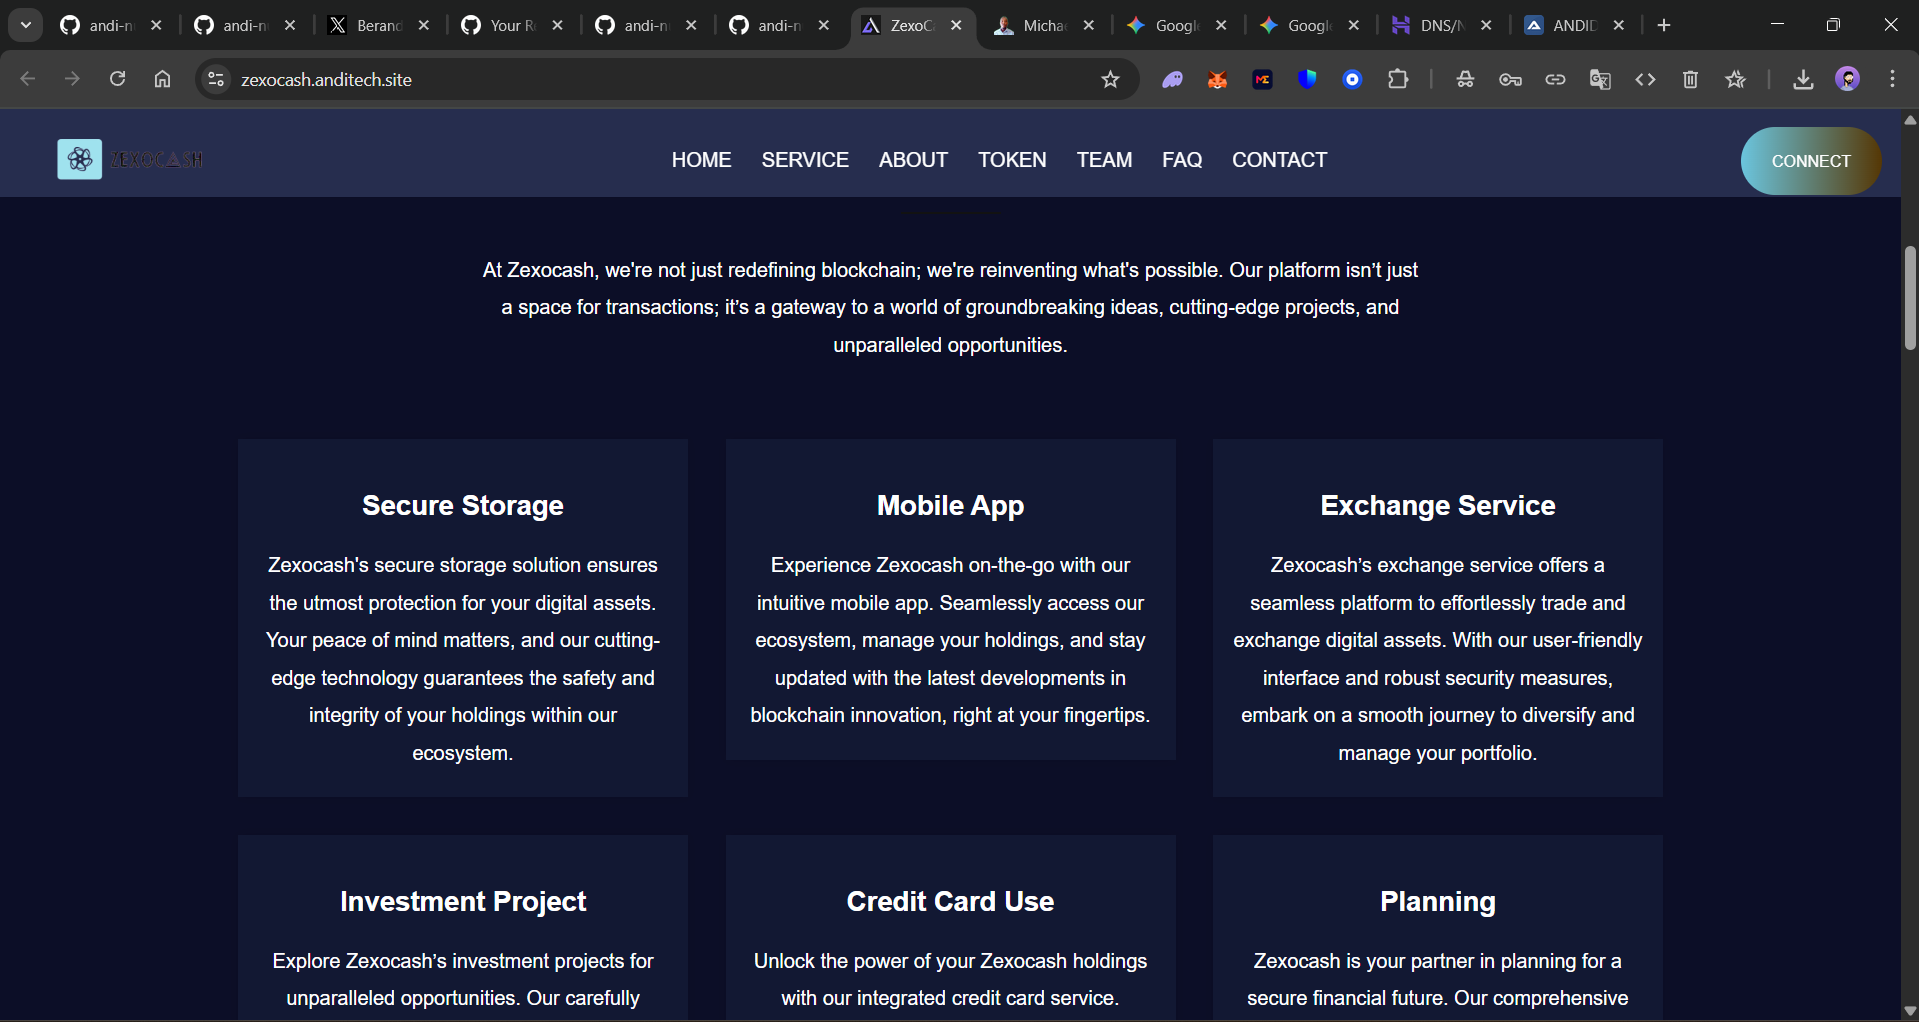 andi-n
andi-n
Berand
Your R
andi-n
andi-n
ZexoC
Micha
Googl
Googl
DNS/N
ANDID
zexocash.anditech.site
ZEXOCASH
HOME
SERVICE
ABOUT
TOKEN
TEAM
FAQ
CONTACT
CONNECT
At Zexocash, we're not just redefining blockchain; we're reinventing what's possible. Our platform isn’t just
a space for transactions; it’s a gateway to a world of groundbreaking ideas, cutting-edge projects, and
unparalleled opportunities.
Secure Storage
Zexocash's secure storage solution ensures
the utmost protection for your digital assets.
Your peace of mind matters, and our cutting-
edge technology guarantees the safety and
integrity of your holdings within our
ecosystem.
Mobile App
Experience Zexocash on-the-go with our
intuitive mobile app. Seamlessly access our
ecosystem, manage your holdings, and stay
updated with the latest developments in
blockchain innovation, right at your fingertips.
Exchange Service
Zexocash’s exchange service offers a
seamless platform to effortlessly trade and
exchange digital assets. With our user-friendly
interface and robust security measures,
embark on a smooth journey to diversify and
manage your portfolio.
Investment Project
Explore Zexocash’s investment projects for
unparalleled opportunities. Our carefully
Credit Card Use
Unlock the power of your Zexocash holdings
with our integrated credit card service.
Planning
Zexocash is your partner in planning for a
secure financial future. Our comprehensive